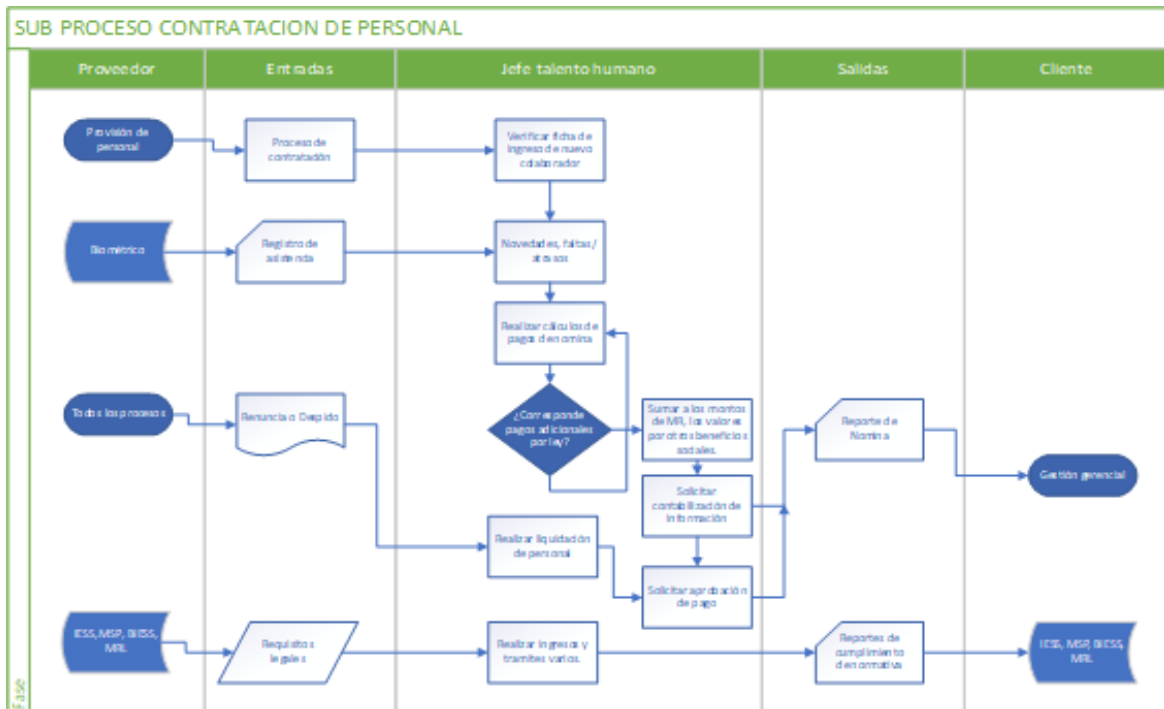 SUB PROCESO CONTRATACION DE PERSONAL
Proveedor
Entradas
Jefe talento humano
Salidas
Cliente
Provisión de
personal
Proceso de
contratación
Verificar ficha de
ingreso de nuevo
colaborador
Biométrico
Registro de
asistencia
Novedades, faltas/
atrasos
Realizar cálculos de
pagos de nomina
Todos los procesos
Renuncia o Despido
¿Corresponde
pagos adicionales
por ley?
Sumar a los montos
de MRL los valores
por otros beneficios
sociales.
Reporte de
Nomina
Gestión gerencial
Solicitar
contabilización de
información
Realizar liquidación
de personal
Solicitar aprobación
de pago
IESS, MSP, BIESS,
MRL
Requisitos
legales
Realizar ingresos y
tramites varios.
Reportes de
cumplimiento
de normativa
IESS, MSP, BIESS,
MRL
Fase